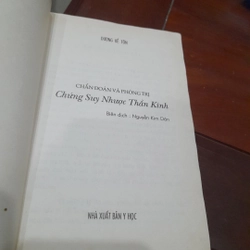 CHẨN ĐOÁN VÀ PHÒNG TRỊ
Chứng Suy Nhược Thần Kinh
Biên dịch : Nguyễn Kim Dân
NHÀ XUẤT BẢN Y HỌC